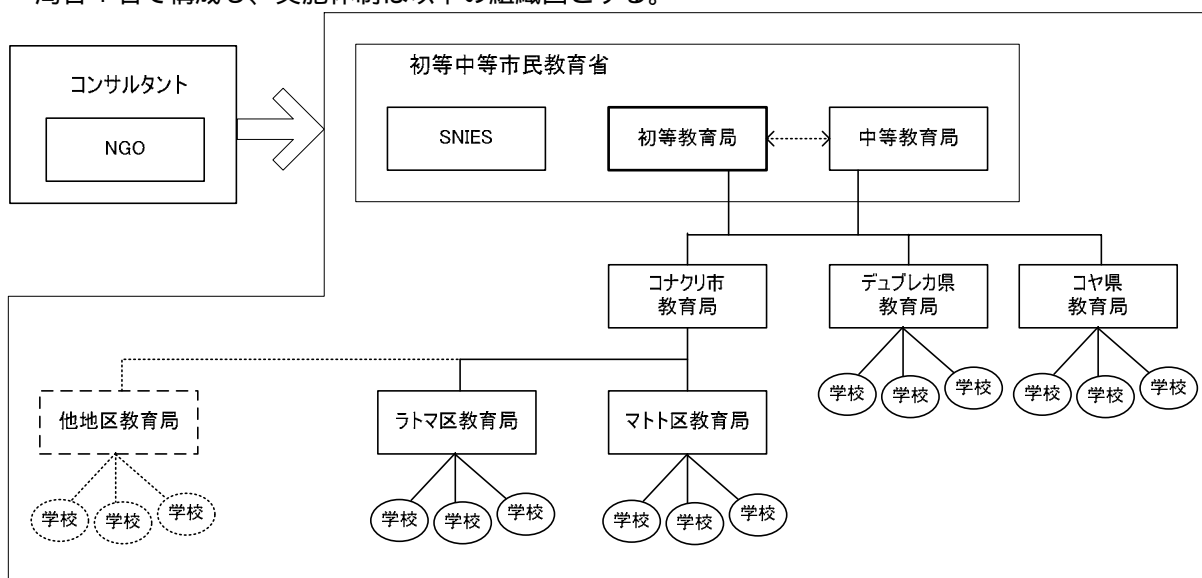 局各1名で構成し、実施体制は以下の組織図とする。
コンサルタント
NGO
初等中等市民教育省
SNIES
初等教育局
中等教育局
コナクリ市
教育局
デュブレカ県
教育局
コヤ県
教育局
学校
学校
学校
学校
学校
学校
他地区教育局
ラトマ区教育局
マトト区教育局
学校
学校
学校
学校
学校
学校
学校
学校
学校